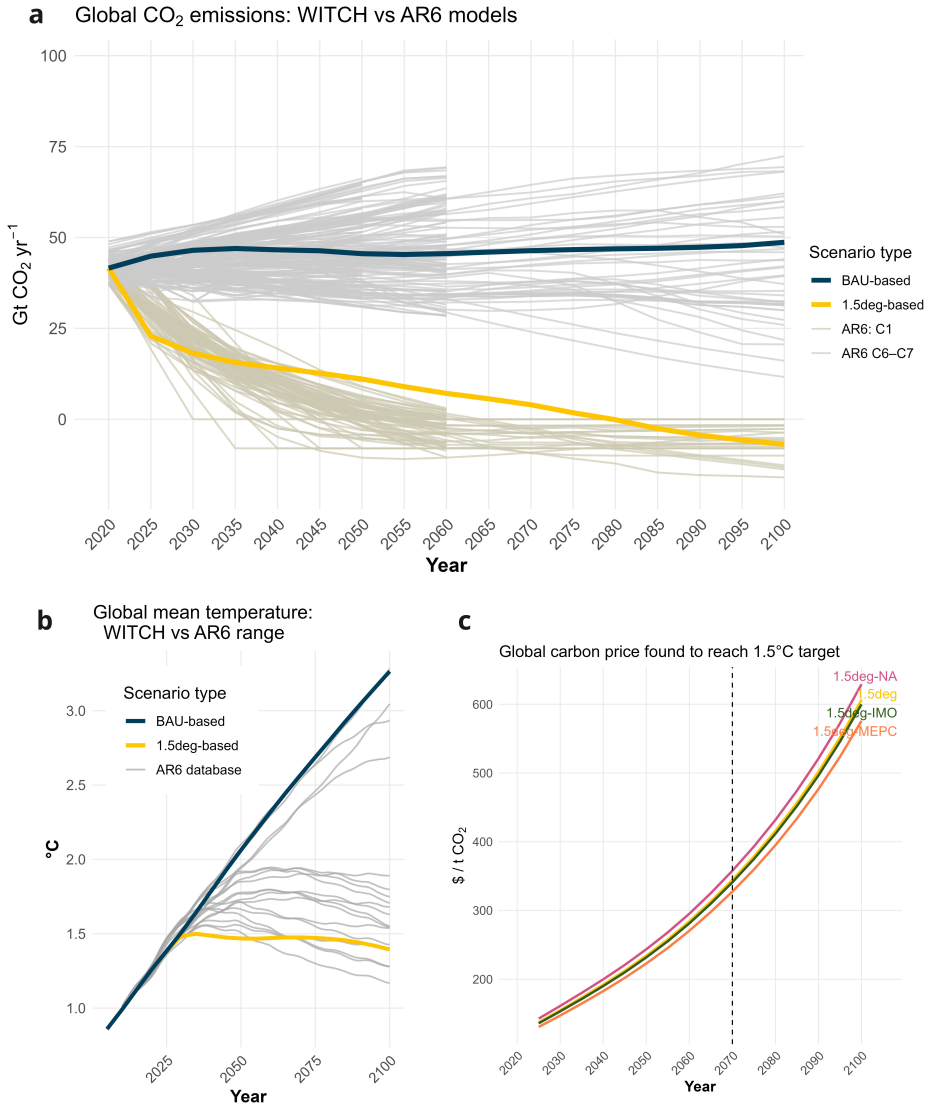 a Global CO₂ emissions: WITCH vs AR6 models
100
75
50
25
0
Gt CO₂ yr⁻¹
2020 2025 2030 2035 2040 2045 2050 2055 2060 2065 2070 2075 2080 2085 2090 2095 2100
Year
Scenario type
BAU-based
1.5deg-based
AR6: C1
AR6 C6–C7
b Global mean temperature:
WITCH vs AR6 range
Scenario type
BAU-based
1.5deg-based
AR6 database
3.0
2.5
2.0
1.5
1.0
°C
2025 2050 2075 2100
Year
c
Global carbon price found to reach 1.5°C target
1.5deg-NA
1.5deg
1.5deg-IMO
1.5deg-MEPC
600
500
400
300
200
$ / t CO₂
2020 2030 2040 2050 2060 2070 2080 2090 2100
Year